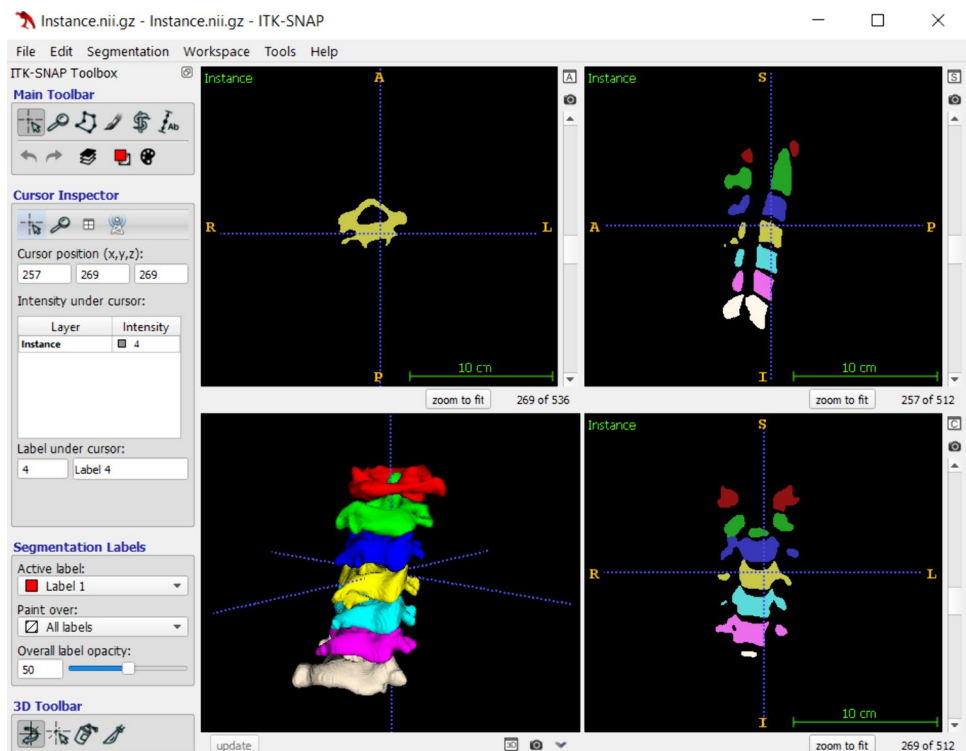 Instance.nii.gz - Instance.nii.gz - ITK-SNAP
File Edit Segmentation Workspace Tools Help
ITK-SNAP Toolbox
Main Toolbar
Ab
Cursor Inspector
Cursor position (x,y,z):
257 269 269
Intensity under cursor:
Layer Intensity
Instance 4
Label under cursor:
4 Label 4
Segmentation Labels
Active label:
Label 1
Paint over:
All labels
Overall label opacity:
50
3D Toolbar
Instance
A
R
L
P
10 cm
A
zoom to fit 269 of 536
Instance
S
A
P
I
10 cm
S
zoom to fit 257 of 512
update
3D
Instance
S
R
L
I
10 cm
C
zoom to fit 269 of 512